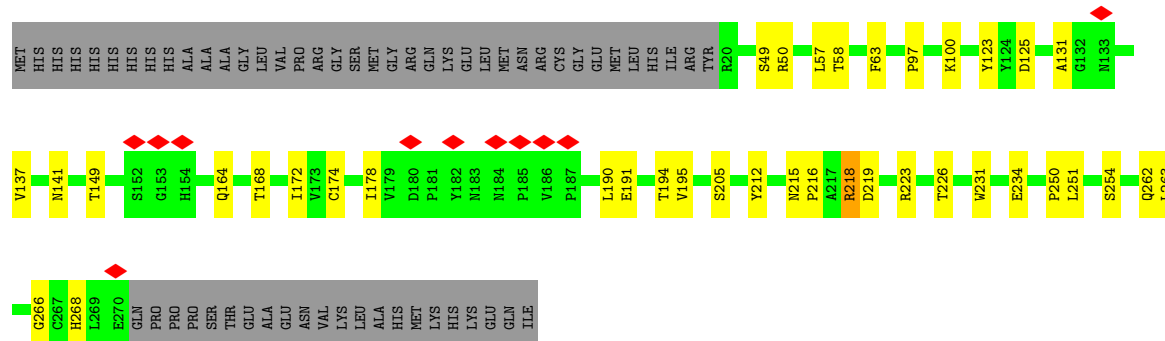 MET HIS HIS HIS HIS HIS HIS HIS HIS ALA ALA ALA GLY LEU VAL PRO ARG GLY SER MET GLY ARG GLN LYS GLU LEU MET ASN ARG CYS GLY GLU MET LEU HIS ILE ARG TYR R20 S49 R50 L57 T58 F63 P97 K100 Y123 Y124 D125 A131 G132 N133
V137 N141 T149 S152 G153 H154 Q164 T168 I172 V173 C174 I178 V179 D180 P181 Y182 N183 N184 P185 V186 P187 L190 E191 T194 V195 S205 Y212 N215 P216 A217 R218 D219 R223 T226 W231 E234 P250 L251 S254 Q262
G266 C267 H268 L269 E270 GLN PRO PRO PRO SER THR GLU ALA GLU ASN VAL LYS LEU ALA HIS MET LYS HIS LYS GLU GLN ILE